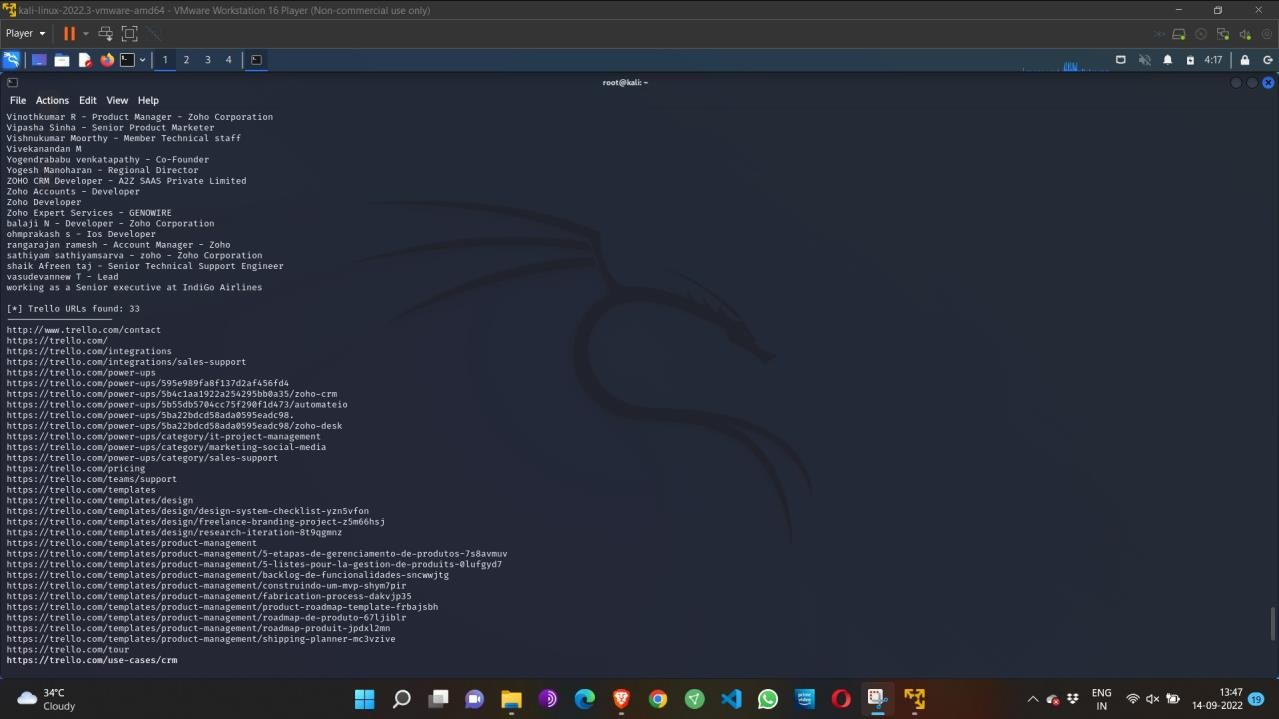 kali-linux-2022.3-vmware-amd64 - VMware Workstation 16 Player (Non-commercial use only)
Player
1 2 3 4
4:17
root@kali: ~
File Actions Edit View Help
Vinothkumar R - Product Manager - Zoho Corporation
Vipasha Sinha - Senior Product Marketer
Vishnukumar Moorthy - Member Technical staff
Vivekanandan M
Yogendrababu venkatapathy - Co-Founder
Yogesh Manoharan - Regional Director
ZOHO CRM Developer - A2Z SAAS Private Limited
Zoho Accounts - Developer
Zoho Developer
Zoho Expert Services - GENOWIRE
balaji N - Developer - Zoho Corporation
ohmprakash s - Ios Developer
rangarajan ramesh - Account Manager - Zoho
sathiyam sathiyamsarva - zoho - Zoho Corporation
shaik Afreen taj - Senior Technical Support Engineer
vasudevannew T - Lead
working as a Senior executive at IndiGo Airlines
[*] Trello URLs found: 33
--------------------
http://www.trello.com/contact
https://trello.com/
https://trello.com/integrations
https://trello.com/integrations/sales-support
https://trello.com/power-ups
https://trello.com/power-ups/595e989fa8f137d2af456fd4
https://trello.com/power-ups/5b4c1aa1922a254295bb0a35/zoho-crm
https://trello.com/power-ups/5b55db5704cc75f290f1d473/automateio
https://trello.com/power-ups/5ba22bdcd58ada0595eadc98.
https://trello.com/power-ups/5ba22bdcd58ada0595eadc98/zoho-desk
https://trello.com/power-ups/category/it-project-management
https://trello.com/power-ups/category/marketing-social-media
https://trello.com/power-ups/category/sales-support
https://trello.com/pricing
https://trello.com/teams/support
https://trello.com/templates
https://trello.com/templates/design
https://trello.com/templates/design/design-system-checklist-yzn5vfon
https://trello.com/templates/design/freelance-branding-project-z5m66hsj
https://trello.com/templates/design/research-iteration-8t9qgmnz
https://trello.com/templates/product-management
https://trello.com/templates/product-management/5-etapas-de-gerenciamento-de-produtos-7s8avmuv
https://trello.com/templates/product-management/5-listes-pour-la-gestion-de-produits-0lufgyd7
https://trello.com/templates/product-management/backlog-de-funcionalidades-sncwwjtg
https://trello.com/templates/product-management/construindo-um-mvp-shym7pir
https://trello.com/templates/product-management/fabrication-process-dakvjp35
https://trello.com/templates/product-management/product-roadmap-template-frbajsbh
https://trello.com/templates/product-management/roadmap-de-produto-67ljiblr
https://trello.com/templates/product-management/roadmap-produit-jpdxl2mn
https://trello.com/templates/product-management/shipping-planner-mc3vzive
https://trello.com/tour
https://trello.com/use-cases/crm
34°C
Cloudy
prime video
ENG
IN
13:47
14-09-2022
19